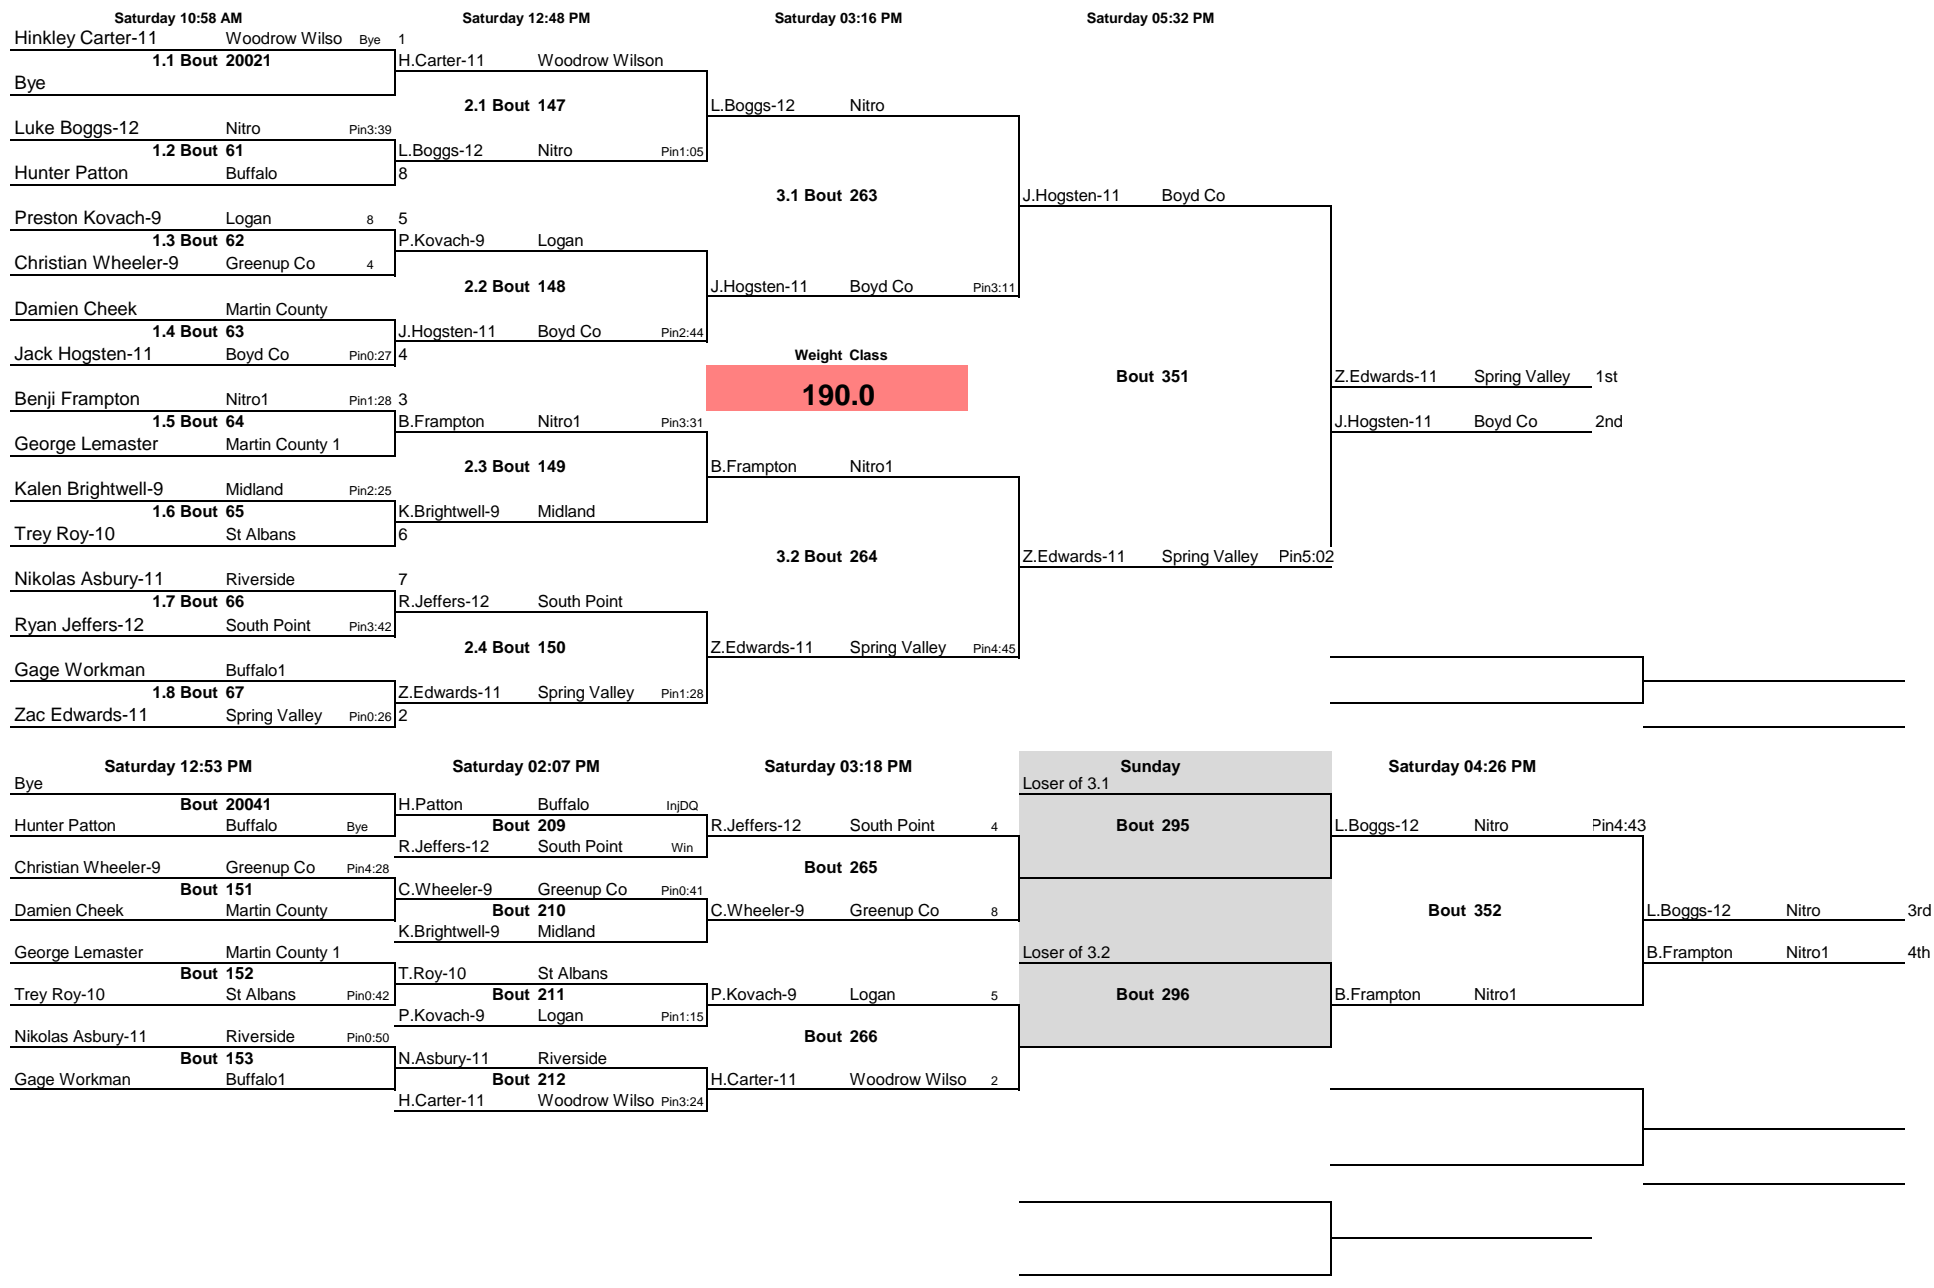 Saturday 10:58 AM Saturday 12:48 PM Saturday 03:16 PM Saturday 05:32 PM
Hinkley Carter-11 Woodrow Wilso Bye 1
1.1 Bout 20021 H.Carter-11 Woodrow Wilson
Bye
2.1 Bout 147 L.Boggs-12 Nitro
Luke Boggs-12 Nitro Pin3:39
1.2 Bout 61 L.Boggs-12 Nitro Pin1:05
Hunter Patton Buffalo 8
3.1 Bout 263 J.Hogsten-11 Boyd Co
Preston Kovach-9 Logan 8 5
1.3 Bout 62 P.Kovach-9 Logan
Christian Wheeler-9 Greenup Co 4
2.2 Bout 148 J.Hogsten-11 Boyd Co Pin3:11
Damien Cheek Martin County
1.4 Bout 63 J.Hogsten-11 Boyd Co Pin2:44
Jack Hogsten-11 Boyd Co Pin0:27 4 Weight Class
Bout 351 Z.Edwards-11 Spring Valley 1st
Benji Frampton Nitro1 Pin1:28 3 190.0
1.5 Bout 64 B.Frampton Nitro1 Pin3:31 J.Hogsten-11 Boyd Co 2nd
George Lemaster Martin County 1
2.3 Bout 149 B.Frampton Nitro1
Kalen Brightwell-9 Midland Pin2:25
1.6 Bout 65 K.Brightwell-9 Midland
Trey Roy-10 St Albans 6
3.2 Bout 264 Z.Edwards-11 Spring Valley Pin5:02
Nikolas Asbury-11 Riverside 7
1.7 Bout 66 R.Jeffers-12 South Point
Ryan Jeffers-12 South Point Pin3:42
2.4 Bout 150 Z.Edwards-11 Spring Valley Pin4:45
Gage Workman Buffalo1
1.8 Bout 67 Z.Edwards-11 Spring Valley Pin1:28
Zac Edwards-11 Spring Valley Pin0:26 2
Saturday 12:53 PM Saturday 02:07 PM Saturday 03:18 PM Sunday Saturday 04:26 PM
Bye Loser of 3.1
Bout 20041 H.Patton Buffalo InjDQ
Hunter Patton Buffalo Bye Bout 209 R.Jeffers-12 South Point 4 Bout 295 L.Boggs-12 Nitro Pin4:43
R.Jeffers-12 South Point Win
Christian Wheeler-9 Greenup Co Pin4:28 Bout 265
Bout 151 C.Wheeler-9 Greenup Co Pin0:41
Damien Cheek Martin County Bout 210 C.Wheeler-9 Greenup Co 8 Bout 352 L.Boggs-12 Nitro 3rd
K.Brightwell-9 Midland
George Lemaster Martin County 1 Loser of 3.2 B.Frampton Nitro1 4th
Bout 152 T.Roy-10 St Albans
Trey Roy-10 St Albans Pin0:42 Bout 211 P.Kovach-9 Logan 5 Bout 296 B.Frampton Nitro1
P.Kovach-9 Logan Pin1:15
Nikolas Asbury-11 Riverside Pin0:50 Bout 266
Bout 153 N.Asbury-11 Riverside
Gage Workman Buffalo1 Bout 212 H.Carter-11 Woodrow Wilso 2
H.Carter-11 Woodrow Wilso Pin3:24